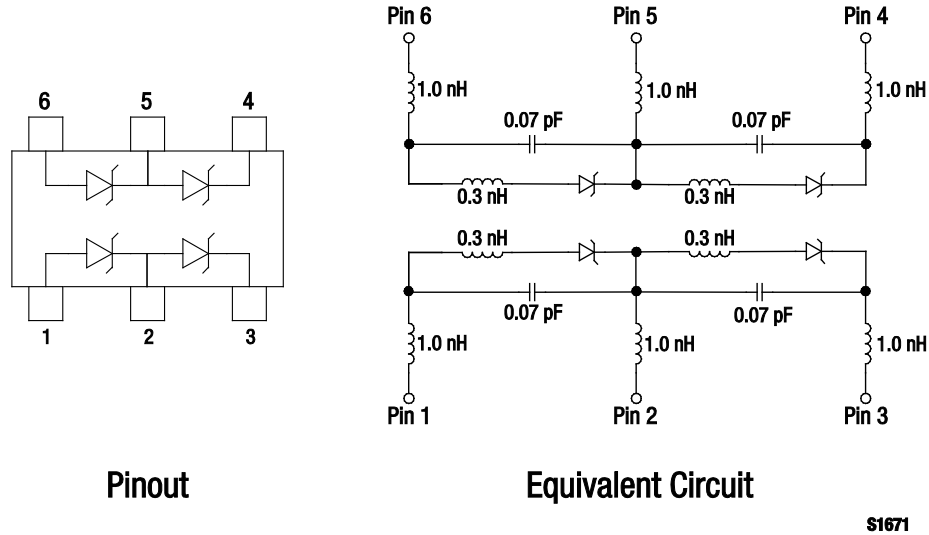 Pin 6 Pin 5 Pin 4
1.0 nH 1.0 nH 1.0 nH
6 5 4
0.07 pF 0.07 pF
0.3 nH 0.3 nH
0.3 nH 0.3 nH
0.07 pF 0.07 pF
1 2 3
1.0 nH 1.0 nH 1.0 nH
Pin 1 Pin 2 Pin 3
Pinout Equivalent Circuit
S1671